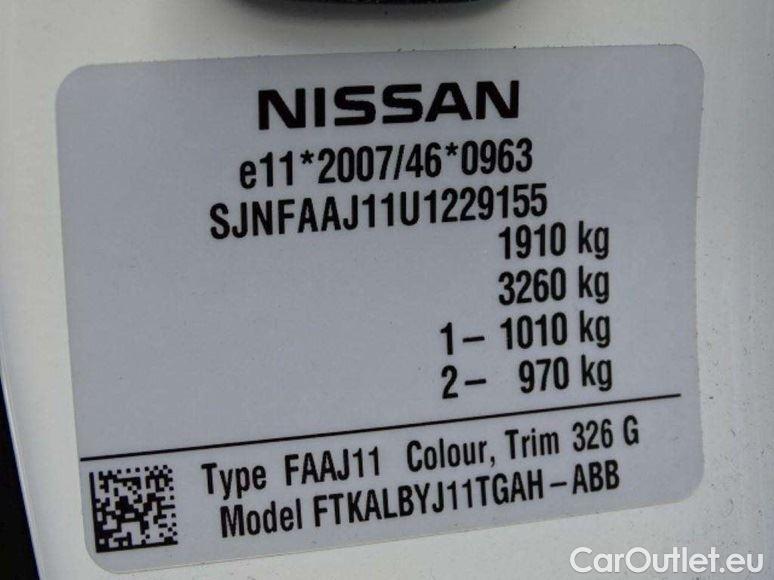 NISSAN
e11*2007/46*0963
SJNFAAJ11U1229155
1910 kg
3260 kg
1– 1010 kg
2– 970 kg
Type FAAJ11 Colour, Trim 326 G
Model FTKALBYJ11TGAH–ABB
CarOutlet.eu